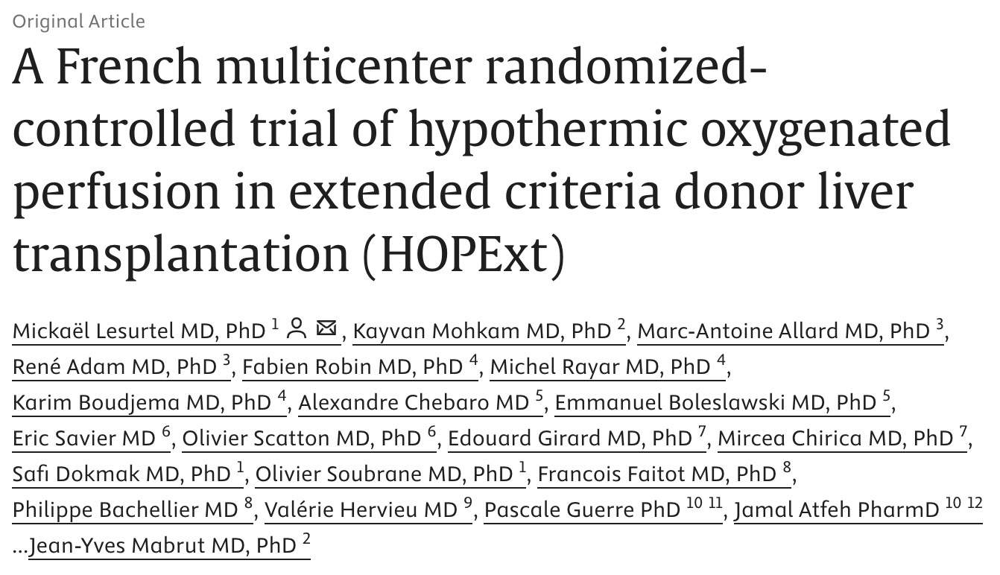 Original Article
A French multicenter randomized-
controlled trial of hypothermic oxygenated
perfusion in extended criteria donor liver
transplantation (HOPExt)
Mickaël Lesurtel MD, PhD 1, Kayvan Mohkam MD, PhD 2, Marc-Antoine Allard MD, PhD 3,
René Adam MD, PhD 3, Fabien Robin MD, PhD 4, Michel Rayar MD, PhD 4,
Karim Boudjema MD, PhD 4, Alexandre Chebaro MD 5, Emmanuel Boleslawski MD, PhD 5,
Eric Savier MD 6, Olivier Scatton MD, PhD 6, Edouard Girard MD, PhD 7, Mircea Chirica MD, PhD 7,
Safi Dokmak MD, PhD 1, Olivier Soubrane MD, PhD 1, Francois Faitot MD, PhD 8,
Philippe Bachellier MD 8, Valérie Hervieu MD 9, Pascale Guerre PhD 10 11, Jamal Atfeh PharmD 10 12
...Jean-Yves Mabrut MD, PhD 2